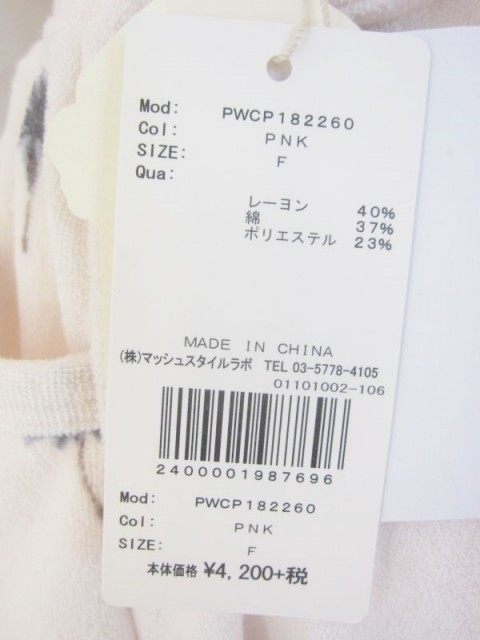 Mod: PWCP182260
Col: PNK
SIZE: F
Qua:
レーヨン 40%
綿 37%
ポリエステル 23%
MADE IN CHINA
(株)マッシュスタイルラボ TEL 03-5778-4105
01101002-106
2400001987696
Mod: PWCP182260
Col: PNK
SIZE: F
本体価格 ¥4,200+税